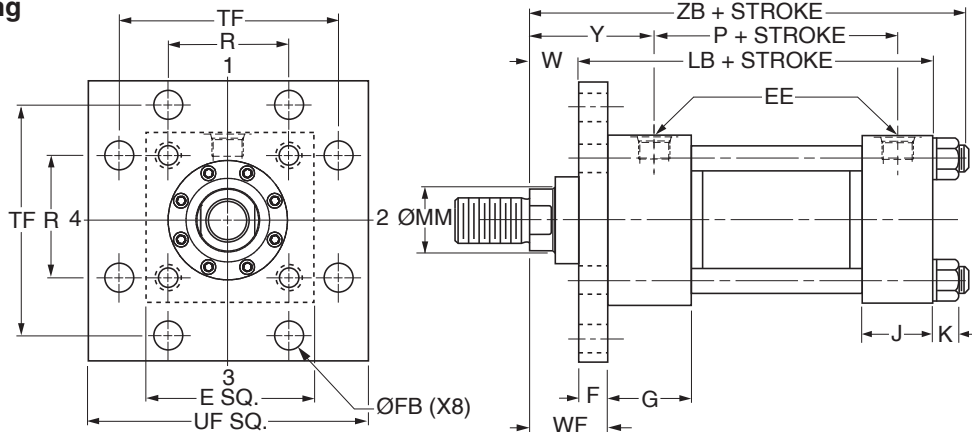 ng
TF
R
1
TF
R
4
2
3
E SQ.
UF SQ.
ØFB (X8)
ZB + STROKE
Y
P + STROKE
W
LB + STROKE
EE
ØMM
J
K
F
G
WF